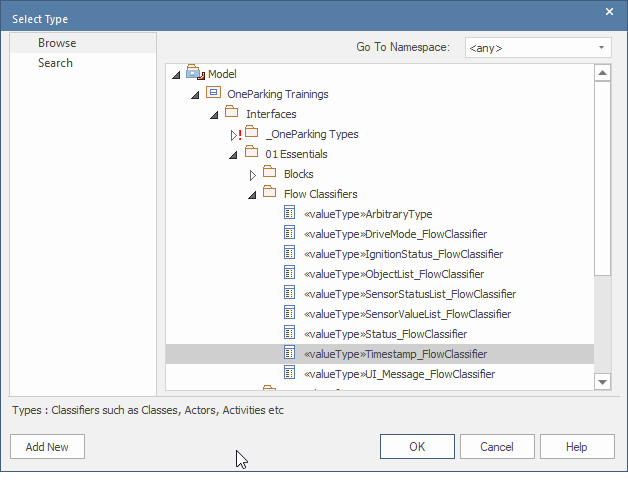 Select Type
Browse
Search
Go To Namespace: <any>
Model
OneParking Trainings
Interfaces
_OneParking Types
01 Essentials
Blocks
Flow Classifiers
«valueType»ArbitraryType
«valueType»DriveMode_FlowClassifier
«valueType»IgnitionStatus_FlowClassifier
«valueType»ObjectList_FlowClassifier
«valueType»SensorStatusList_FlowClassifier
«valueType»SensorValueList_FlowClassifier
«valueType»Status_FlowClassifier
«valueType»Timestamp_FlowClassifier
«valueType»UI_Message_FlowClassifier
Types : Classifiers such as Classes, Actors, Activities etc
Add New OK Cancel Help